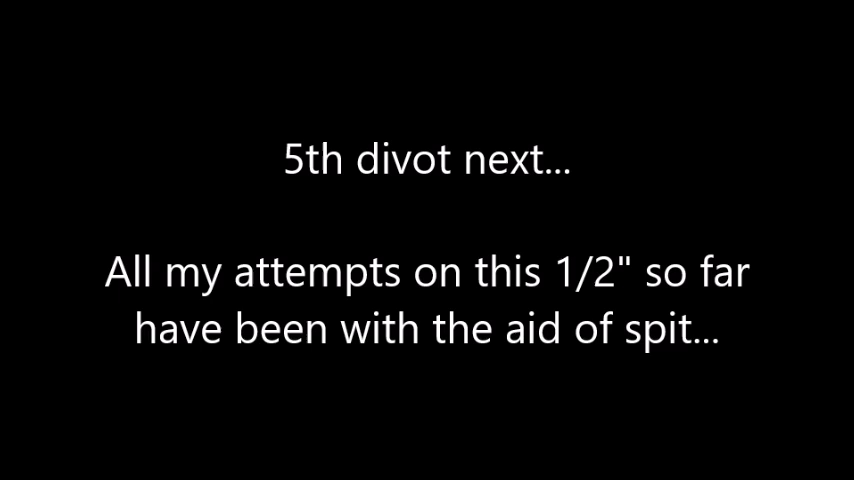 5th divot next...
All my attempts on this 1/2" so far
have been with the aid of spit...